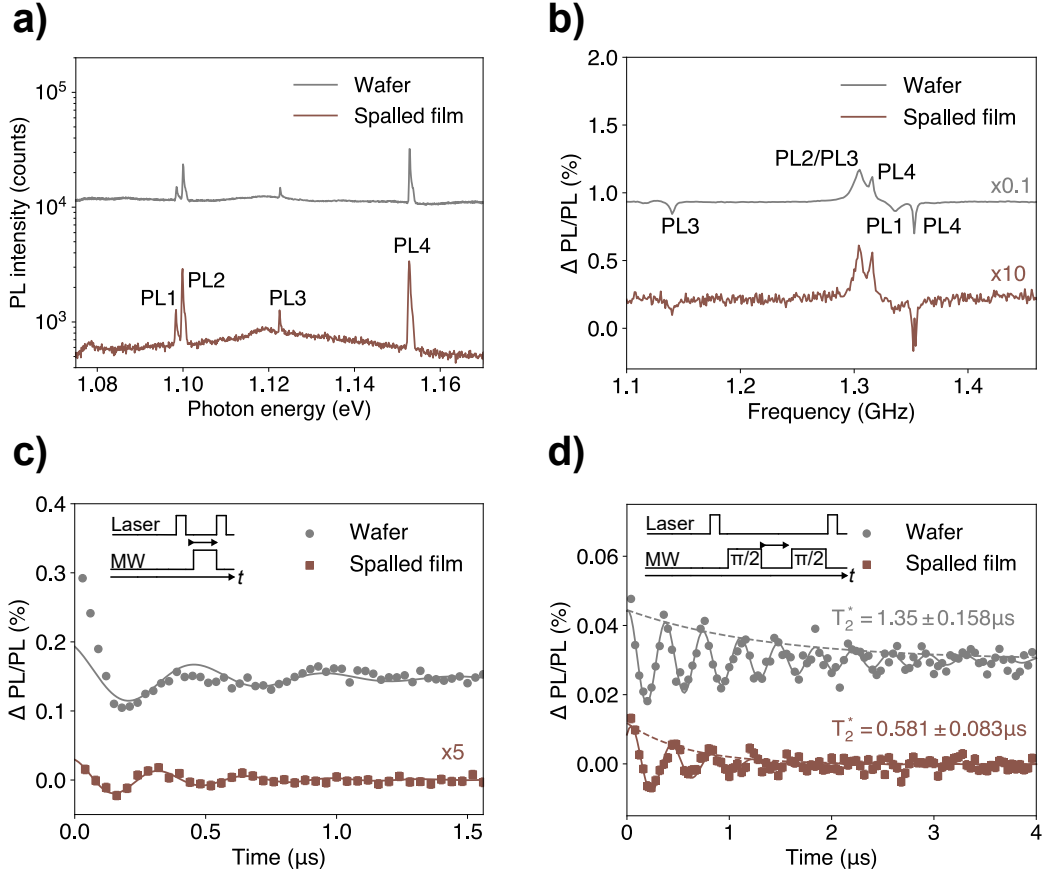 a)
Wafer
Spalled film
PL intensity (counts)
10^5
10^4
10^3
PL1
PL2
PL3
PL4
1.08
1.10
1.12
1.14
1.16
Photon energy (eV)
b)
Wafer
Spalled film
Δ PL/PL (%)
2.0
1.5
1.0
0.5
0.0
PL2/PL3
PL4
x0.1
PL3
PL1
PL4
x10
1.1
1.2
1.3
1.4
Frequency (GHz)
c)
Laser
MW
t
Wafer
Spalled film
Δ PL/PL (%)
0.4
0.3
0.2
0.1
0.0
x5
0.0
0.5
1.0
1.5
Time (μs)
d)
Laser
MW
π/2
π/2
t
Wafer
Spalled film
Δ PL/PL (%)
0.06
0.04
0.02
0.00
T₂* = 1.35 ± 0.158μs
T₂* = 0.581 ± 0.083μs
0
1
2
3
4
Time (μs)